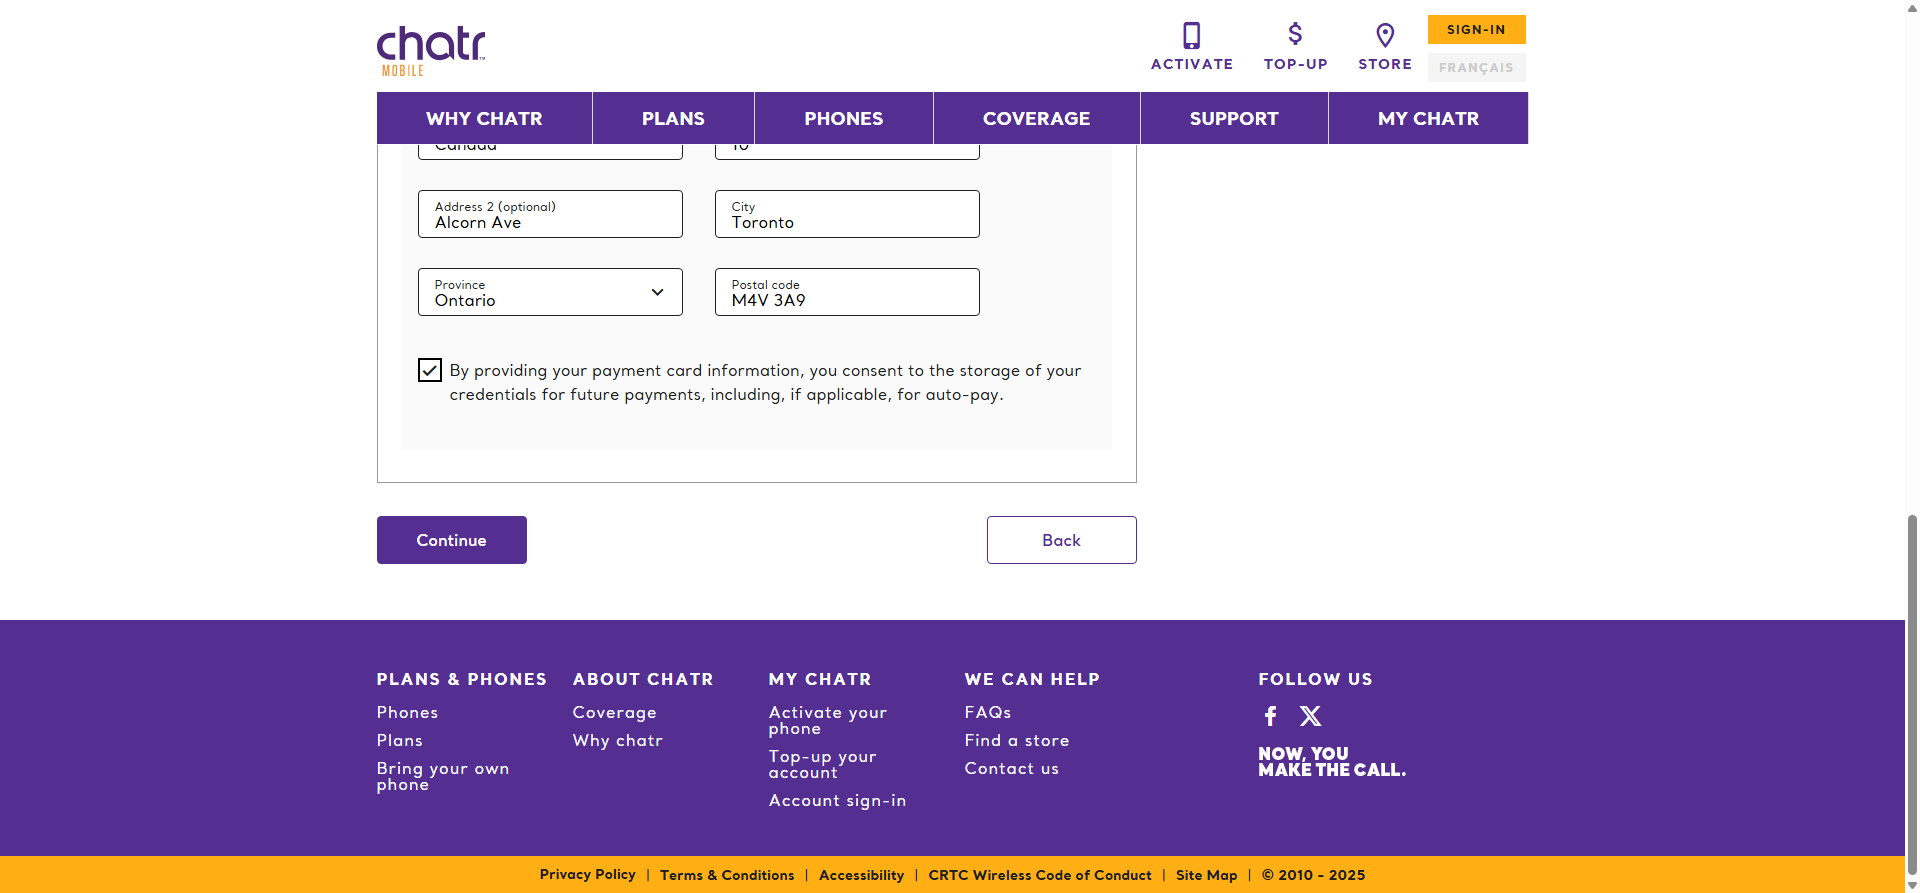 chatr
MOBILE
ACTIVATE
TOP-UP
STORE
SIGN-IN
FRANÇAIS
WHY CHATR
PLANS
PHONES
COVERAGE
SUPPORT
MY CHATR
Canada
10
Address 2 (optional)
Alcorn Ave
City
Toronto
Province
Ontario
Postal code
M4V 3A9
By providing your payment card information, you consent to the storage of your
credentials for future payments, including, if applicable, for auto-pay.
Continue
Back
PLANS & PHONES
Phones
Plans
Bring your own
phone
ABOUT CHATR
Coverage
Why chatr
MY CHATR
Activate your
phone
Top-up your
account
Account sign-in
WE CAN HELP
FAQs
Find a store
Contact us
FOLLOW US
NOW, YOU
MAKE THE CALL.
Privacy Policy | Terms & Conditions | Accessibility | CRTC Wireless Code of Conduct | Site Map | © 2010 - 2025